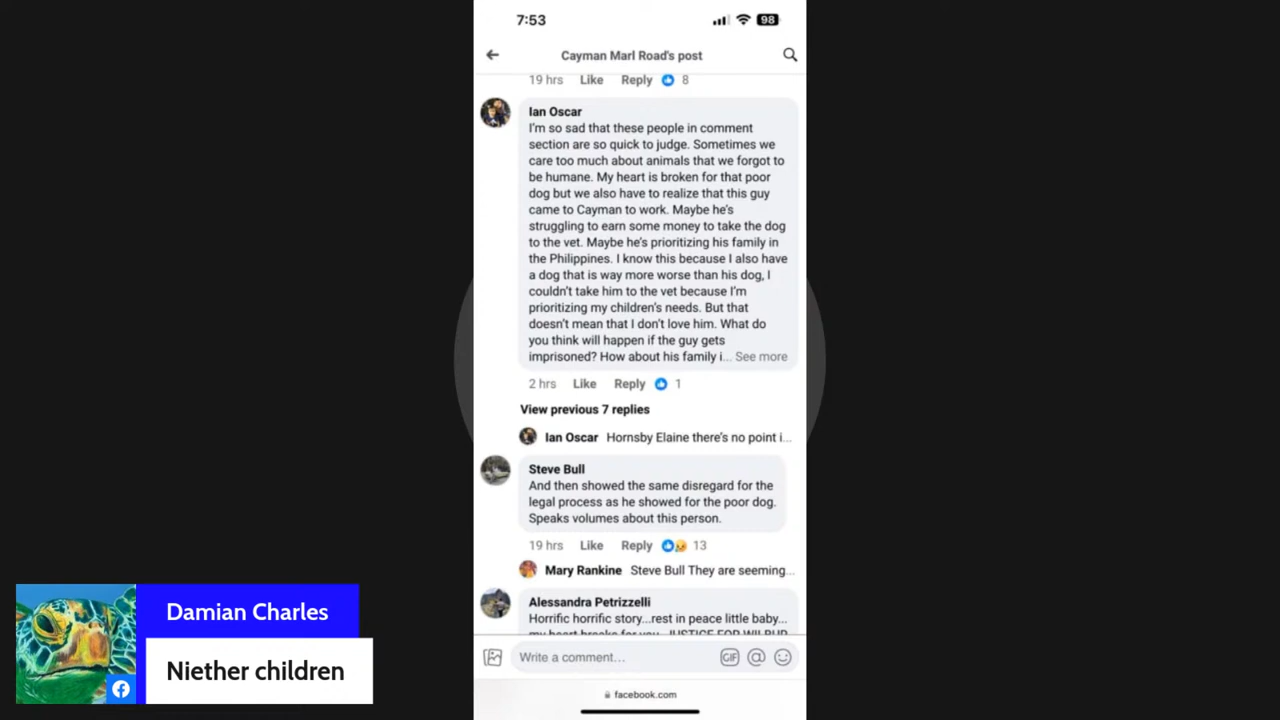 7:53
98
Cayman Marl Road's post
19 hrs Like Reply 8
Ian Oscar
I'm so sad that these people in comment
section are so quick to judge. Sometimes we
care too much about animals that we forgot to
be humane. My heart is broken for that poor
dog but we also have to realize that this guy
came to Cayman to work. Maybe he's
struggling to earn some money to take the dog
to the vet. Maybe he's prioritizing his family in
the Philippines. I know this because I also have
a dog that is way more worse than his dog, I
couldn't take him to the vet because I'm
prioritizing my children's needs. But that
doesn't mean that I don't love him. What do
you think will happen if the guy gets
imprisoned? How about his family i... See more
2 hrs Like Reply 1
View previous 7 replies
Ian Oscar Hornsby Elaine there's no point i...
Steve Bull
And then showed the same disregard for the
legal process as he showed for the poor dog.
Speaks volumes about this person.
19 hrs Like Reply 13
Mary Rankine Steve Bull They are seeming...
Alessandra Petrizzelli
Horrific horrific story...rest in peace little baby...
my heart breaks for you. JUSTICE FOR WILBUR
Write a comment...
GIF
facebook.com
Damian Charles
Niether children